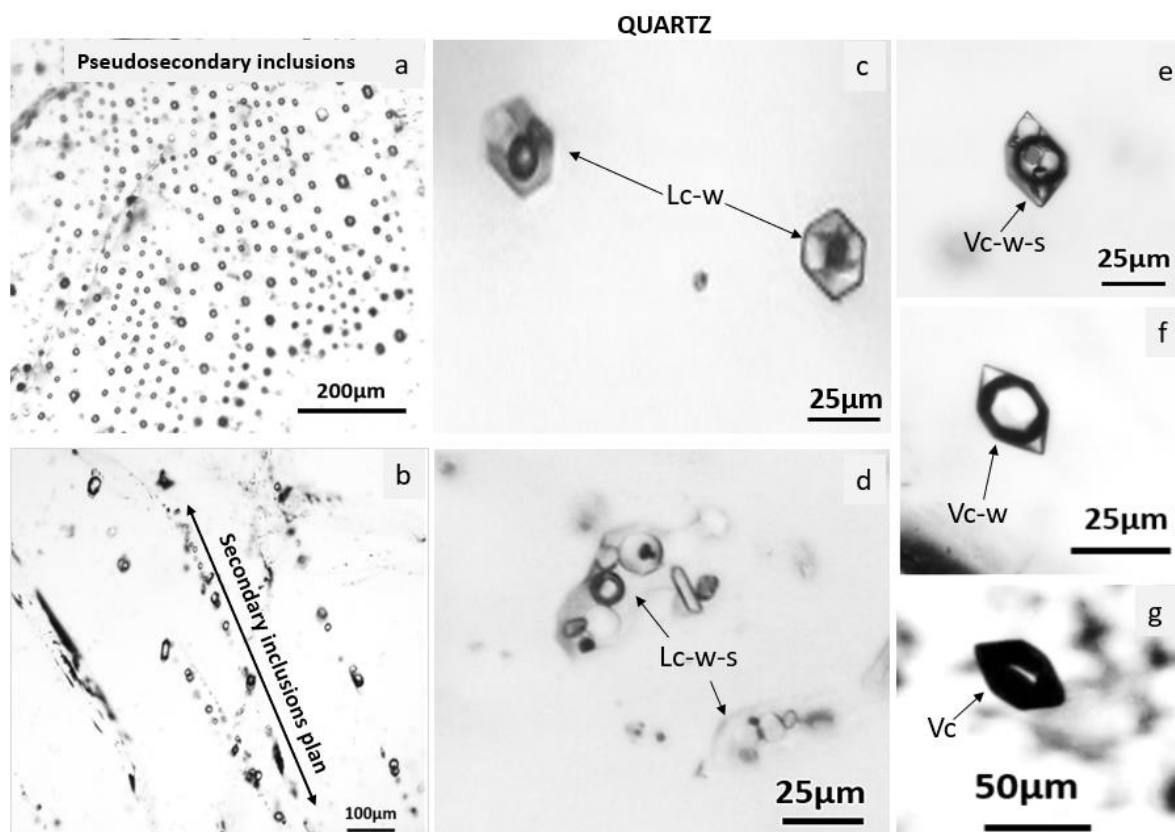 QUARTZ
Pseudosecondary inclusions
a
200µm
b
Secondary inclusions plan
100µm
c
Lc-w
25µm
d
Lc-w-s
25µm
e
Vc-w-s
25µm
f
Vc-w
25µm
g
Vc
50µm